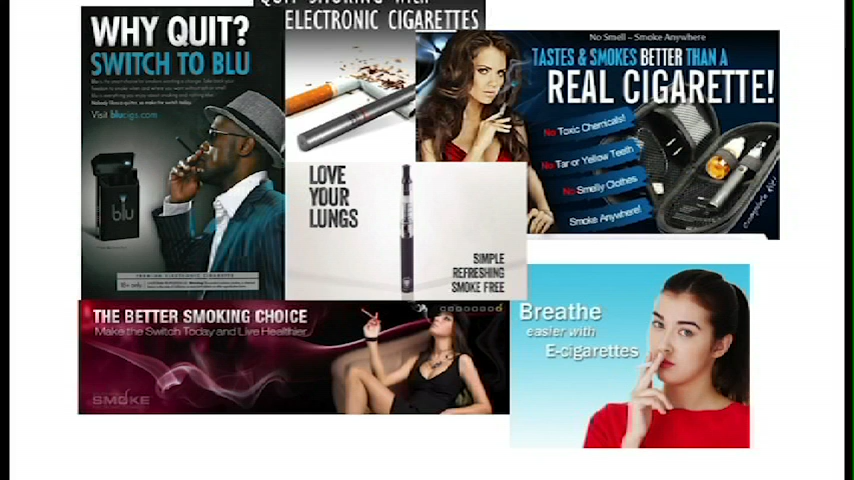 WHY QUIT?
SWITCH TO BLU
Visit blucigs.com
blu
QUIT SMOKING WITH
ELECTRONIC CIGARETTES
LOVE
YOUR
LUNGS
SIMPLE
REFRESHING
SMOKE FREE
No Smell – Smoke Anywhere
TASTES & SMOKES BETTER THAN A
REAL CIGARETTE!
No Toxic Chemicals!
No Tar or Yellow Teeth
No Smelly Clothes
Smoke Anywhere!
THE BETTER SMOKING CHOICE
Make the Switch Today and Live Healthier.
SMOKE
Breathe
easier with
E-cigarettes